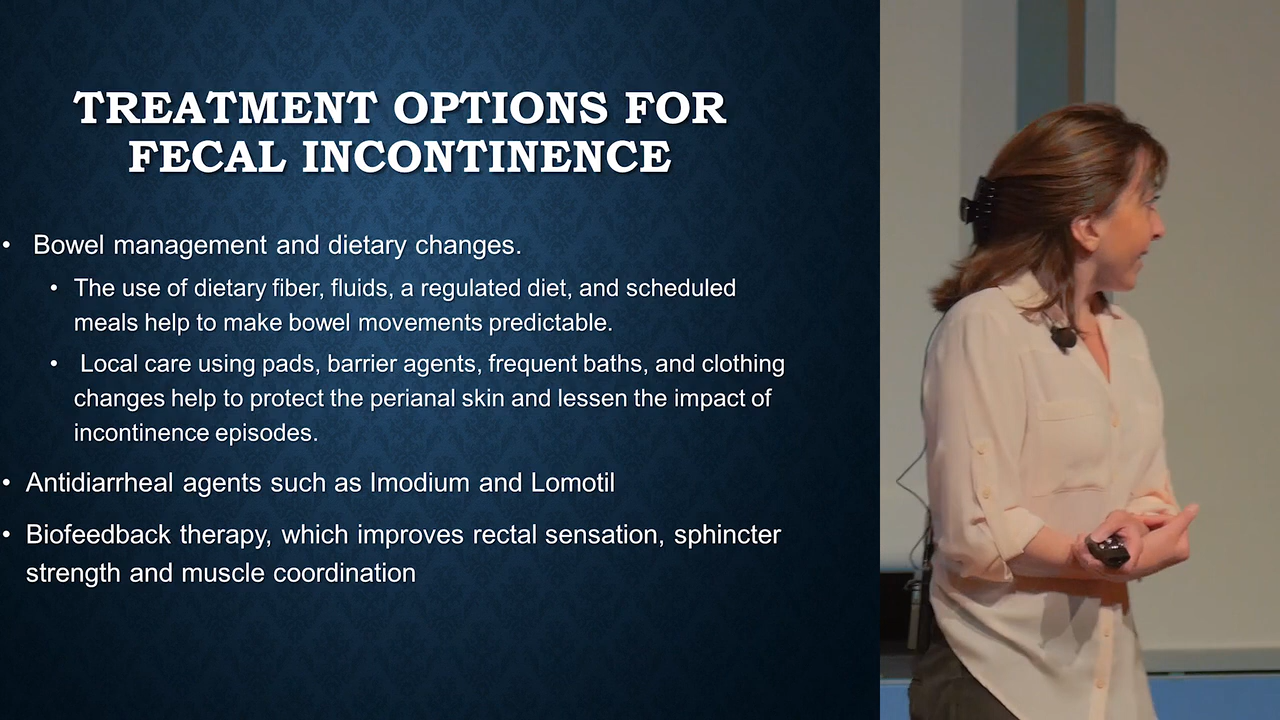 TREATMENT OPTIONS FOR
FECAL INCONTINENCE
• Bowel management and dietary changes.
• The use of dietary fiber, fluids, a regulated diet, and scheduled
meals help to make bowel movements predictable.
• Local care using pads, barrier agents, frequent baths, and clothing
changes help to protect the perianal skin and lessen the impact of
incontinence episodes.
• Antidiarrheal agents such as Imodium and Lomotil
• Biofeedback therapy, which improves rectal sensation, sphincter
strength and muscle coordination